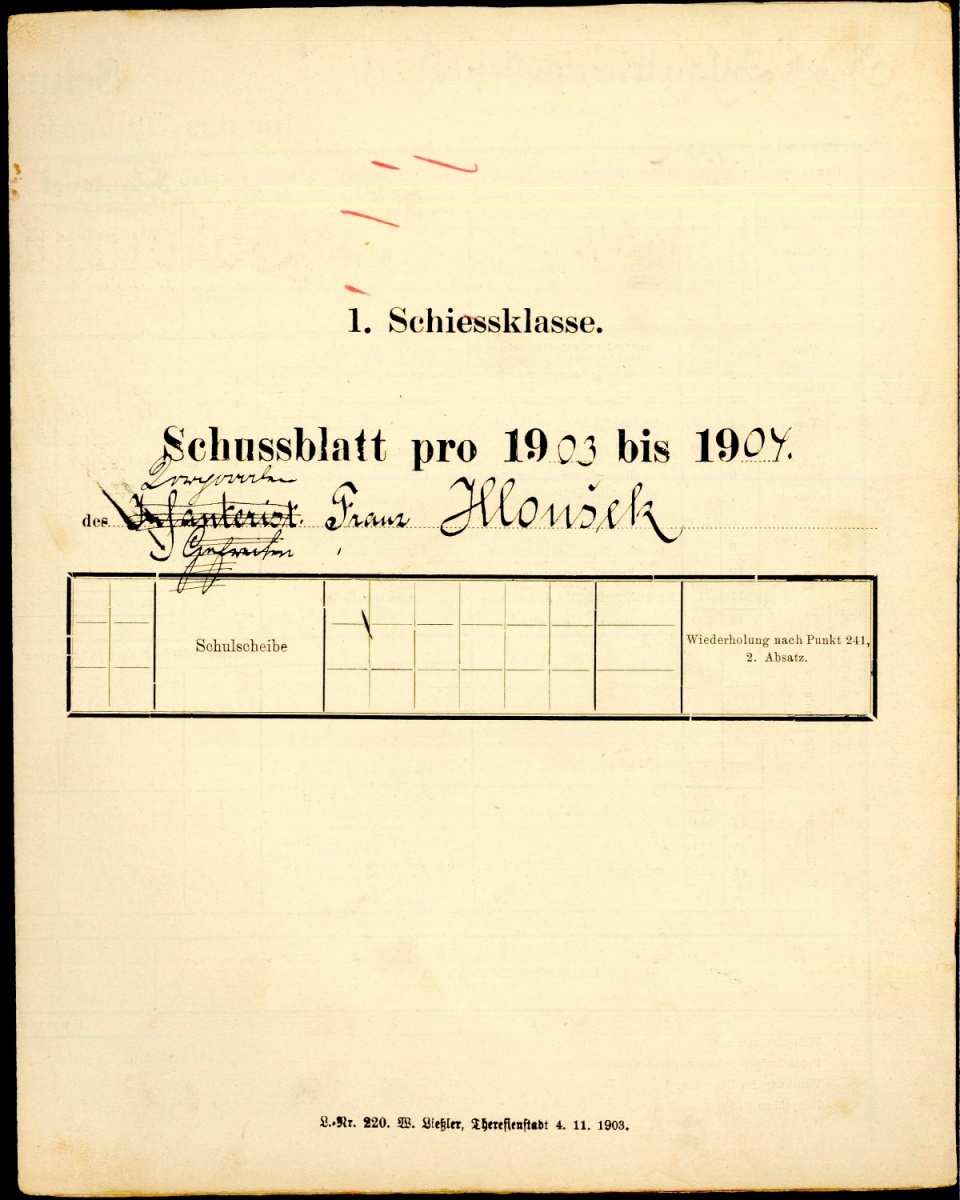 1. Schiessklasse.
Schussblatt pro 1903 bis 1904.
Korporalen
des Infanterist. Franz Hloušek
Gefreiten
Schulscheibe
Wiederholung nach Punkt 241,
2. Absatz.
L.-Nr. 220. W. Ließler, Theresienstadt 4. 11. 1903.